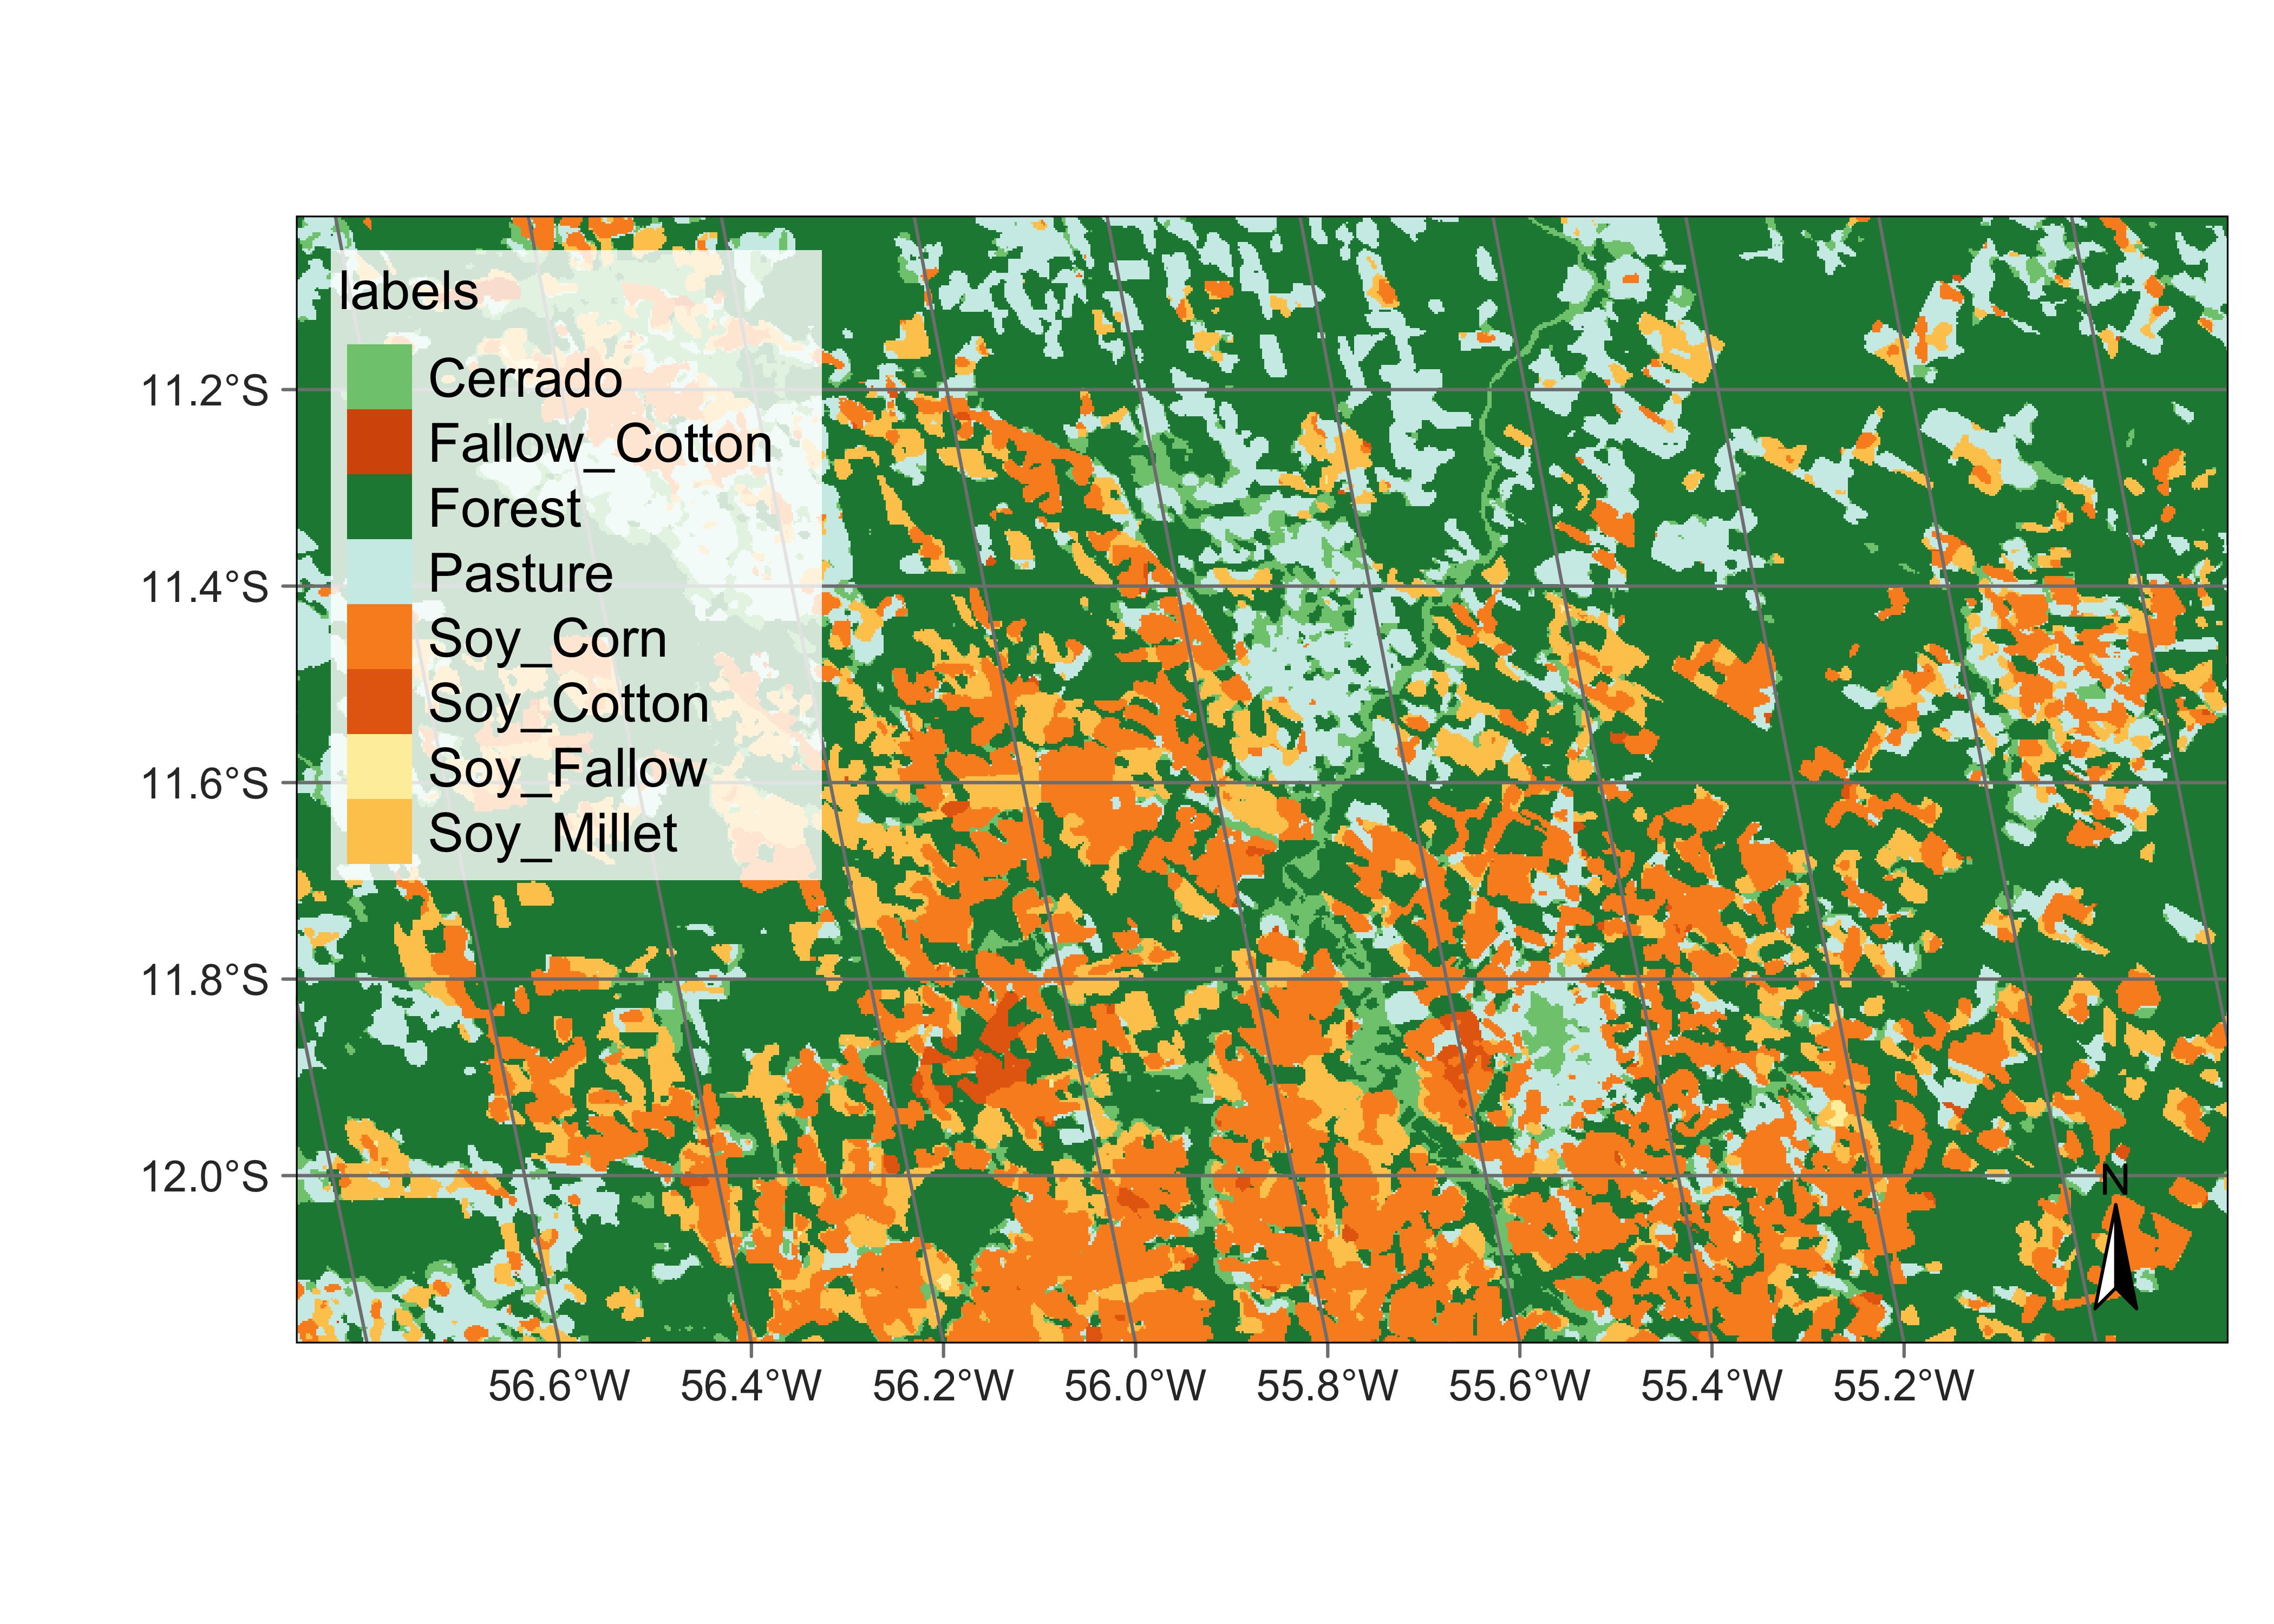 labels
Cerrado
Fallow_Cotton
Forest
Pasture
Soy_Corn
Soy_Cotton
Soy_Fallow
Soy_Millet
11.2°S
11.4°S
11.6°S
11.8°S
12.0°S
N
56.6°W 56.4°W 56.2°W 56.0°W 55.8°W 55.6°W 55.4°W 55.2°W